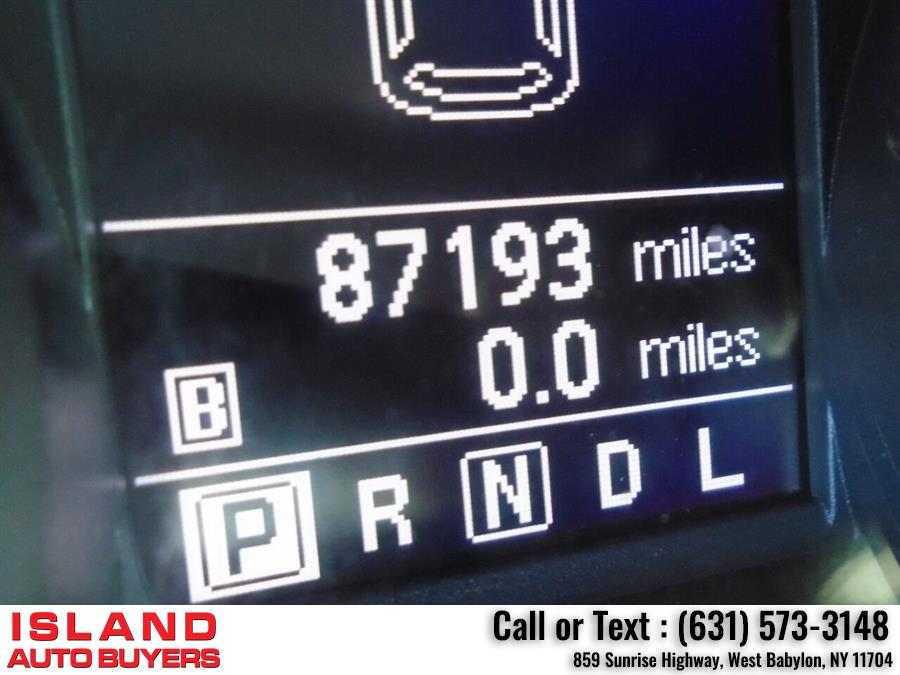 87193 miles
0.0 miles
B
P R N D L
ISLAND
AUTO BUYERS
Call or Text : (631) 573-3148
859 Sunrise Highway, West Babylon, NY 11704